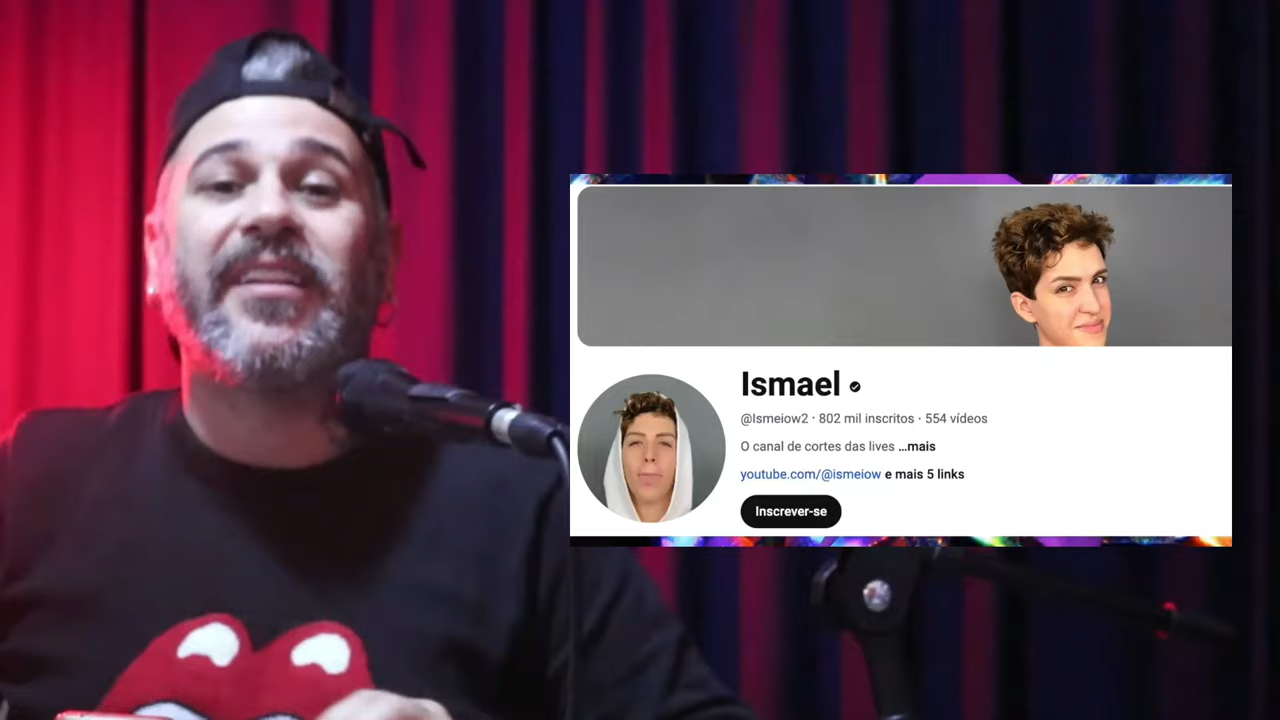 Ismael
@Ismeiow2 · 802 mil inscritos · 554 vídeos
O canal de cortes das lives ...mais
youtube.com/@ismeiow e mais 5 links
Inscrever-se